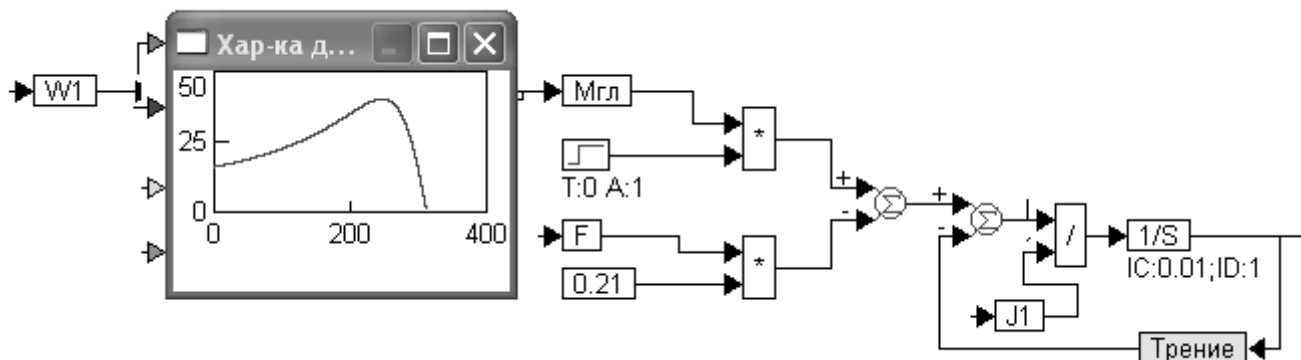 Хар-ка д...
W1
50
25
0
0 200 400
Мгл
*
T:0 A:1
F
0.21
*
+
-
Σ
+
-
Σ
/
J1
1/S
IC:0.01;ID:1
Трение